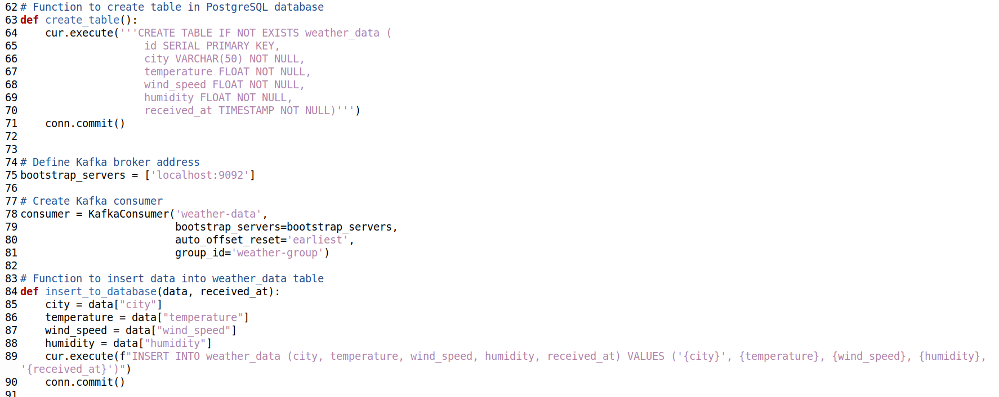 62 # Function to create table in PostgreSQL database
63 def create_table():
64     cur.execute('''CREATE TABLE IF NOT EXISTS weather_data (
65                     id SERIAL PRIMARY KEY,
66                     city VARCHAR(50) NOT NULL,
67                     temperature FLOAT NOT NULL,
68                     wind_speed FLOAT NOT NULL,
69                     humidity FLOAT NOT NULL,
70                     received_at TIMESTAMP NOT NULL)''')
71     conn.commit()
72
73
74 # Define Kafka broker address
75 bootstrap_servers = ['localhost:9092']
76
77 # Create Kafka consumer
78 consumer = KafkaConsumer('weather-data',
79                          bootstrap_servers=bootstrap_servers,
80                          auto_offset_reset='earliest',
81                          group_id='weather-group')
82
83 # Function to insert data into weather_data table
84 def insert_to_database(data, received_at):
85     city = data["city"]
86     temperature = data["temperature"]
87     wind_speed = data["wind_speed"]
88     humidity = data["humidity"]
89     cur.execute(f"INSERT INTO weather_data (city, temperature, wind_speed, humidity, received_at) VALUES ('{city}', {temperature}, {wind_speed}, {humidity},
'{received_at}')")
90     conn.commit()
91